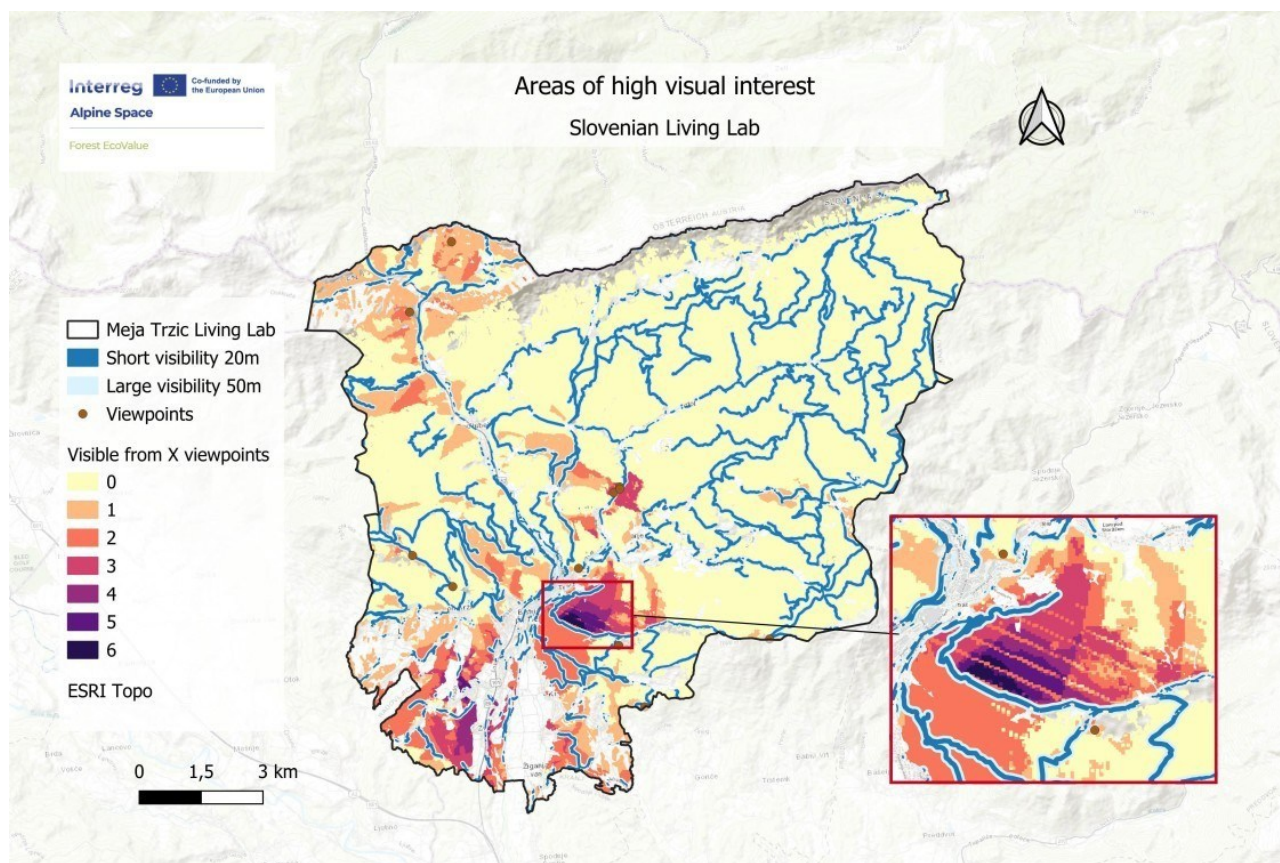 Interreg
Co-funded by
the European Union
Alpine Space
Forest EcoValue
Areas of high visual interest
Slovenian Living Lab
ÖSTERREICH AUSTRIA
Meja Trzic Living Lab
Short visibility 20m
Large visibility 50m
Viewpoints
Visible from X viewpoints
0
1
2
3
4
5
6
ESRI Topo
0 1,5 3 km